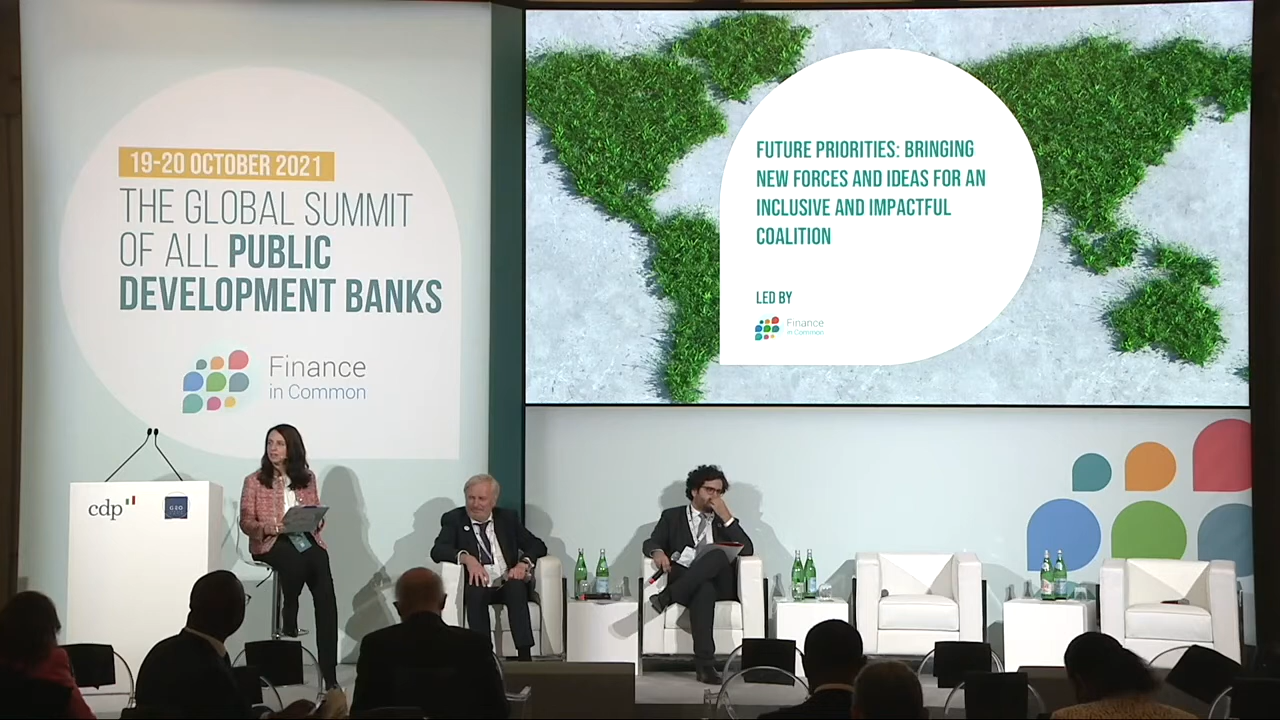 19-20 OCTOBER 2021
THE GLOBAL SUMMIT
OF ALL PUBLIC
DEVELOPMENT BANKS
Finance
in Common
cdp
G20
FUTURE PRIORITIES: BRINGING
NEW FORCES AND IDEAS FOR AN
INCLUSIVE AND IMPACTFUL
COALITION
LED BY
Finance
in Common